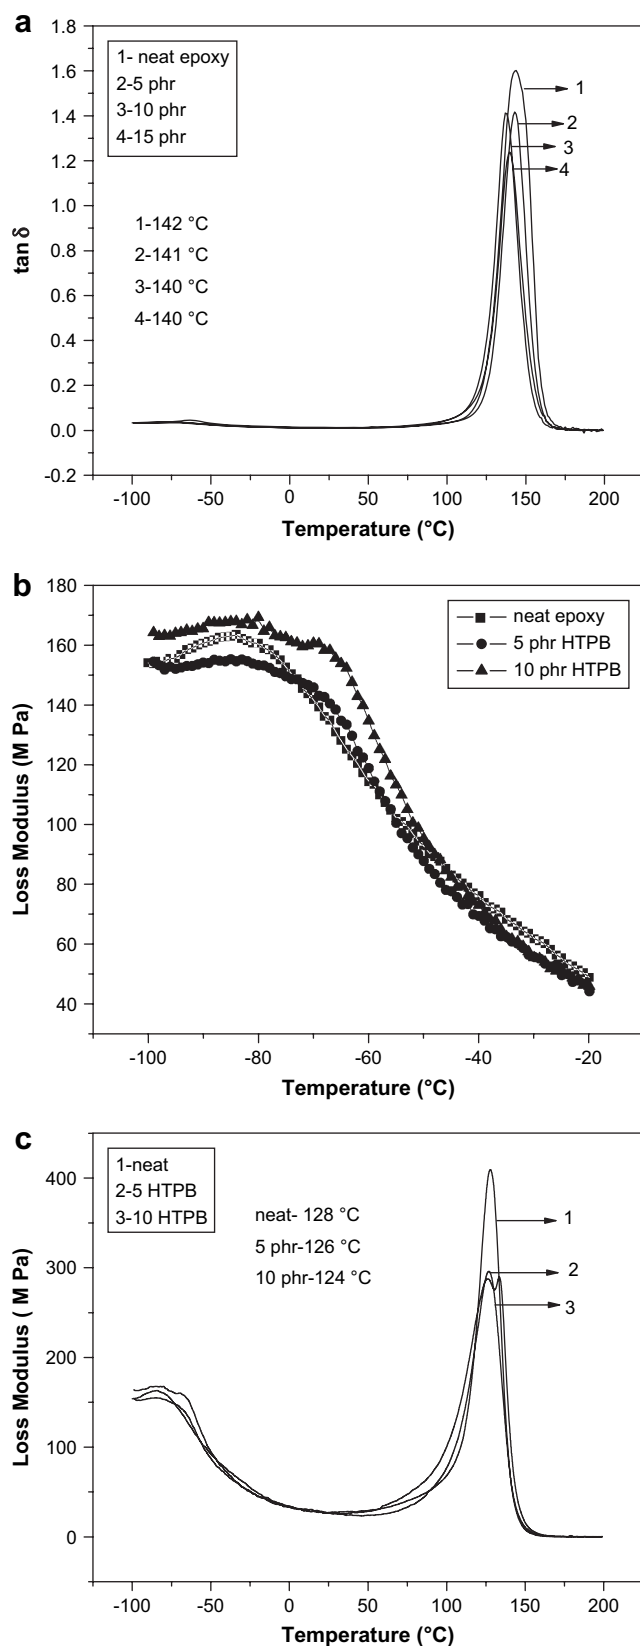 a
1.8
1.6
1.4
1.2
1.0
0.8
0.6
0.4
0.2
0.0
-0.2
tan δ
1- neat epoxy
2-5 phr
3-10 phr
4-15 phr
1-142 °C
2-141 °C
3-140 °C
4-140 °C
1
2
3
4
-100 -50 0 50 100 150 200
Temperature (°C)
b
180
160
140
120
100
80
60
40
Loss Modulus (M Pa)
neat epoxy
5 phr HTPB
10 phr HTPB
-100 -80 -60 -40 -20
Temperature (°C)
c
400
300
200
100
0
Loss Modulus ( M Pa)
1-neat
2-5 HTPB
3-10 HTPB
neat- 128 °C
5 phr-126 °C
10 phr-124 °C
1
2
3
-100 -50 0 50 100 150 200
Temperature (°C)